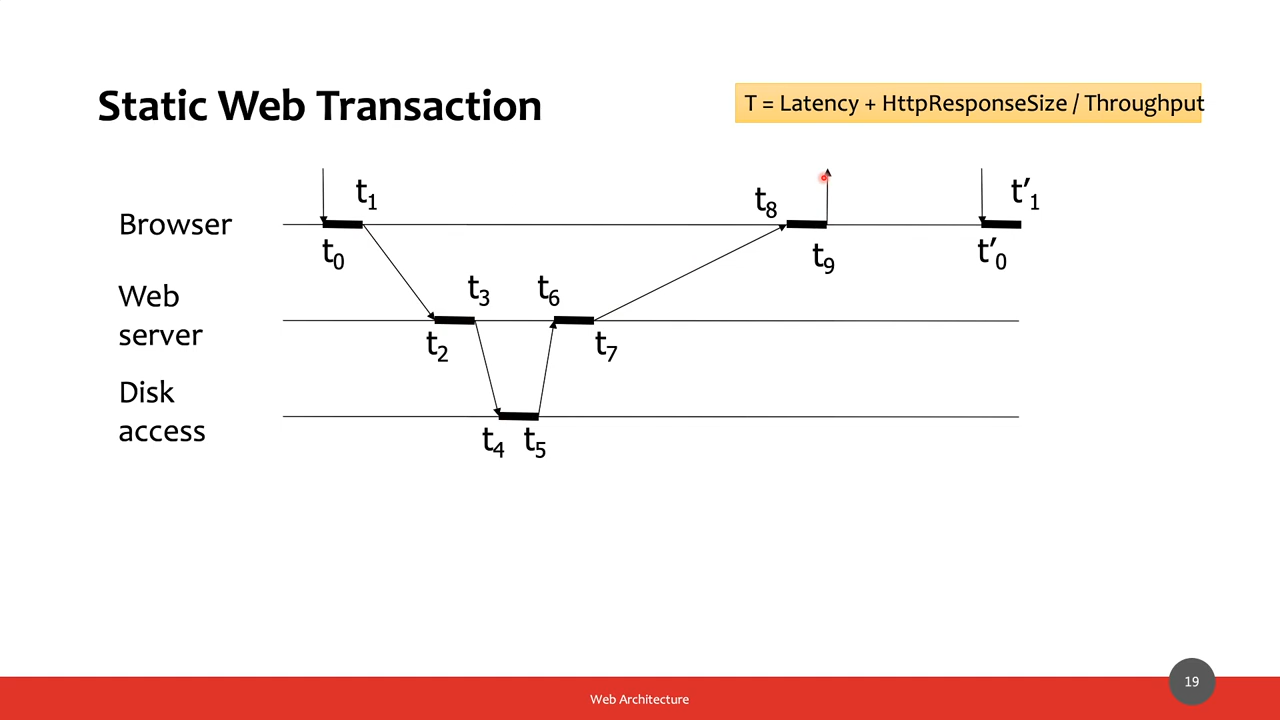 Static Web Transaction
T = Latency + HttpResponseSize / Throughput
t1
t8
t′1
Browser
t0
t9
t′0
Web
server
t3
t6
t2
t7
Disk
access
t4
t5
19
Web Architecture